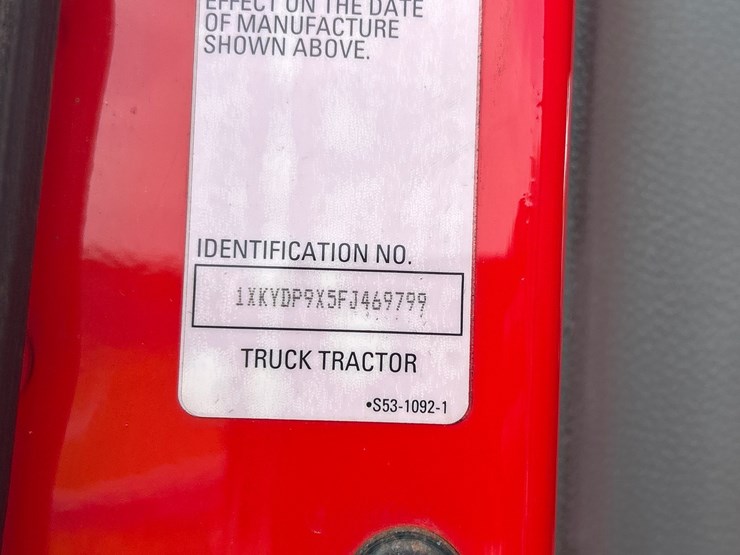 EFFECT ON THE DATE
OF MANUFACTURE
SHOWN ABOVE.
IDENTIFICATION NO.
1XKYDP9X5FJ469799
TRUCK TRACTOR
•S53-1092-1